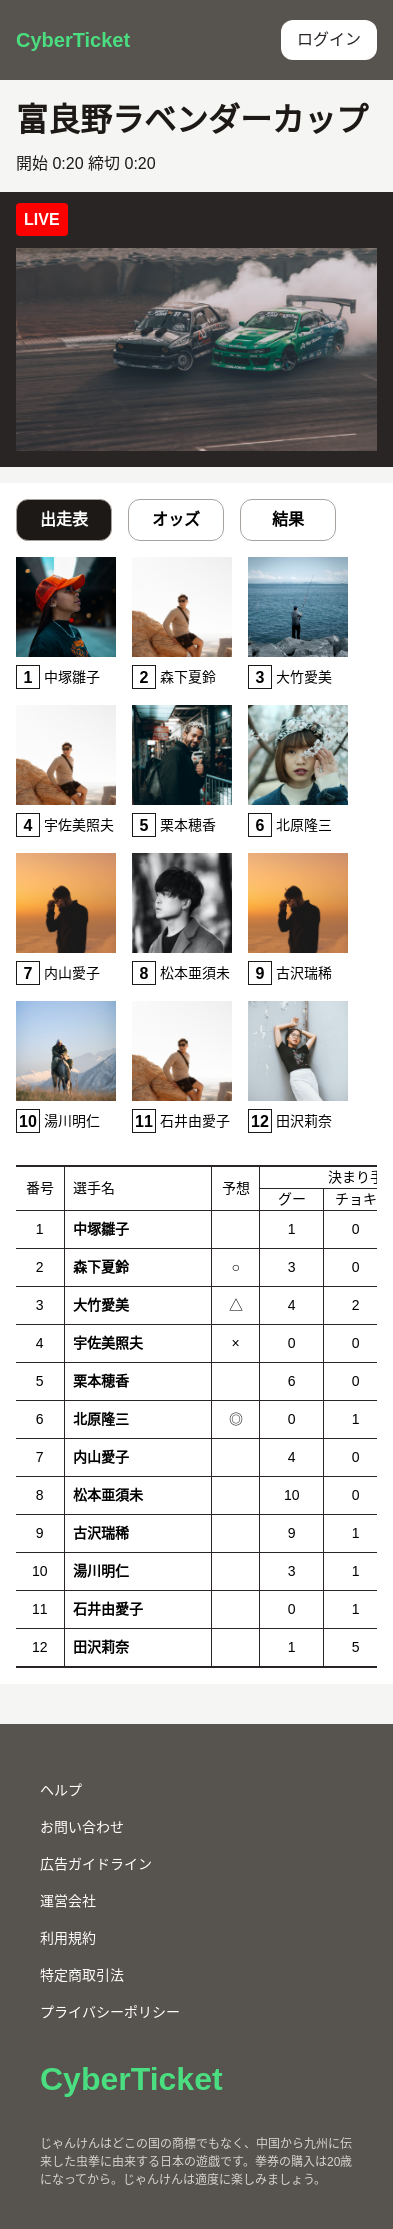 CyberTicket
ログイン
富良野ラベンダーカップ
開始 0:20 締切 0:20
LIVE
出走表 オッズ 結果
1 中塚雛子 2 森下夏鈴 3 大竹愛美
4 宇佐美照夫 5 栗本穂香 6 北原隆三
7 内山愛子 8 松本亜須未 9 古沢瑞稀
10 湯川明仁 11 石井由愛子 12 田沢莉奈
番号 選手名 予想 決まり手
グー チョキ
1 中塚雛子 1 0
2 森下夏鈴 ○ 3 0
3 大竹愛美 △ 4 2
4 宇佐美照夫 × 0 0
5 栗本穂香 6 0
6 北原隆三 ◎ 0 1
7 内山愛子 4 0
8 松本亜須未 10 0
9 古沢瑞稀 9 1
10 湯川明仁 3 1
11 石井由愛子 0 1
12 田沢莉奈 1 5
ヘルプ
お問い合わせ
広告ガイドライン
運営会社
利用規約
特定商取引法
プライバシーポリシー
CyberTicket
じゃんけんはどこの国の商標でもなく、中国から九州に伝
来した虫拳に由来する日本の遊戯です。拳券の購入は20歳
になってから。じゃんけんは適度に楽しみましょう。